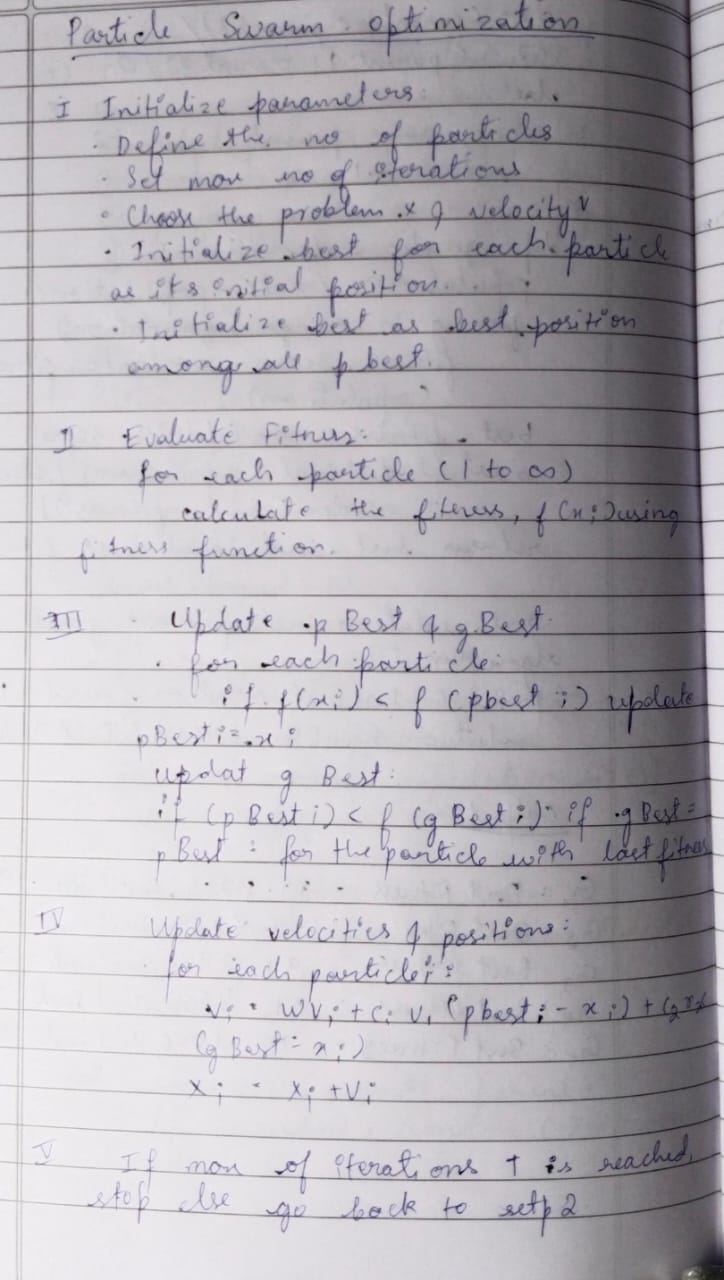 Particle Swarm Optimization
I Initialize parameters:
· Define the no of particles
· Set max no of iterations
· Choose the problem x & velocity v
· Initialize best for each particle
as its initial position.
· Initialize best as best position
among all p best.
II Evaluate Fitness:
for each particle (1 to ∞)
calculate the fitness, f(xi) using
fitness function.
III Update p Best & g Best
· for each particle:
if f(xi) < f (pbest i) update
pBest i = xi
updat g Best:
if (p Best i) < f (g Best i) if g Best =
p Best : for the particle with last fitness
IV Update velocities & positions:
for each particle i:
vi = wvi + ci v1 (pbest i - xi) + c2 r2
(g Best - xi)
xi = xi + vi
V If max of iterations t is reached,
stop else go back to setp 2